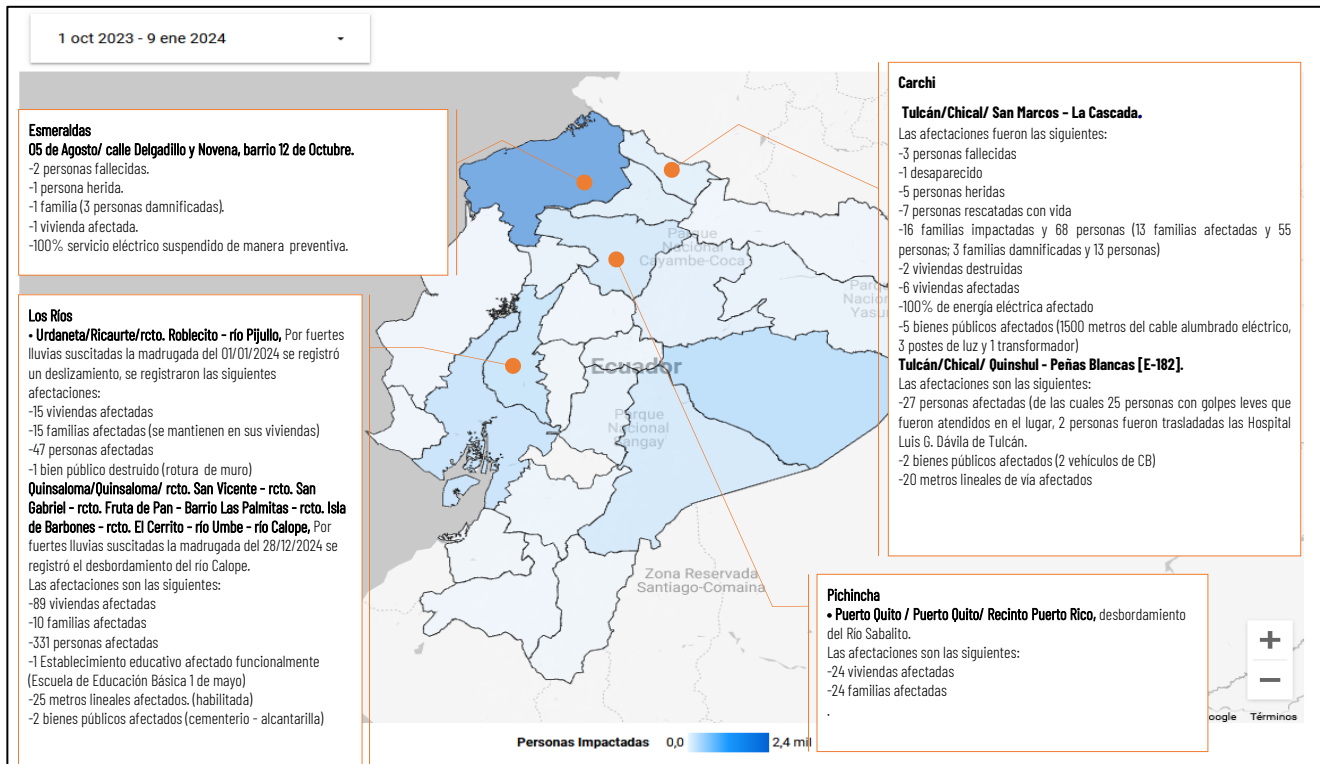 1 oct 2023 - 9 ene 2024
Esmeraldas
05 de Agosto/ calle Delgadillo y Novena, barrio 12 de Octubre.
-2 personas fallecidas.
-1 persona herida.
-1 familia (3 personas damnificadas).
-1 vivienda afectada.
-100% servicio eléctrico suspendido de manera preventiva.
Los Ríos
• Urdaneta/Ricaurte/rcto. Roblecito - río Pijullo, Por fuertes
lluvias suscitadas la madrugada del 01/01/2024 se registró
un deslizamiento, se registraron las siguientes
afectaciones:
-15 viviendas afectadas
-15 familias afectadas (se mantienen en sus viviendas)
-47 personas afectadas
-1 bien público destruido (rotura de muro)
Quinsaloma/Quinsaloma/ rcto. San Vicente - rcto. San
Gabriel - rcto. Fruta de Pan - Barrio Las Palmitas - rcto. Isla
de Barbones - rcto. El Cerrito - río Umbe - río Calope, Por
fuertes lluvias suscitadas la madrugada del 28/12/2024 se
registró el desbordamiento del río Calope.
Las afectaciones son las siguientes:
-89 viviendas afectadas
-10 familias afectadas
-331 personas afectadas
-1 Establecimiento educativo afectado funcionalmente
(Escuela de Educación Básica 1 de mayo)
-25 metros lineales afectados. (habilitada)
-2 bienes públicos afectados (cementerio - alcantarilla)
Carchi
Tulcán/Chical/ San Marcos – La Cascada.
Las afectaciones fueron las siguientes:
-3 personas fallecidas
-1 desaparecido
-5 personas heridas
-7 personas rescatadas con vida
-16 familias impactadas y 68 personas (13 familias afectadas y 55
personas; 3 familias damnificadas y 13 personas)
-2 viviendas destruidas
-6 viviendas afectadas
-100% de energía eléctrica afectado
-5 bienes públicos afectados (1500 metros del cable alumbrado eléctrico,
3 postes de luz y 1 transformador)
Tulcán/Chical/ Quinshul - Peñas Blancas [E-182].
Las afectaciones son las siguientes:
-27 personas afectadas (de las cuales 25 personas con golpes leves que
fueron atendidos en el lugar, 2 personas fueron trasladadas las Hospital
Luis G. Dávila de Tulcán.
-2 bienes públicos afectados (2 vehículos de CB)
-20 metros lineales de vía afectados
Pichincha
• Puerto Quito / Puerto Quito/ Recinto Puerto Rico, desbordamiento
del Río Sabalito.
Las afectaciones son las siguientes:
-24 viviendas afectadas
-24 familias afectadas
.
Parque
Nacional
Cayambe-Coca
Ecuador
Parque
Nacional
Sangay
Zona Reservada
Santiago-Comaina
+
−
Términos
Personas Impactadas 0,0 2,4 mil